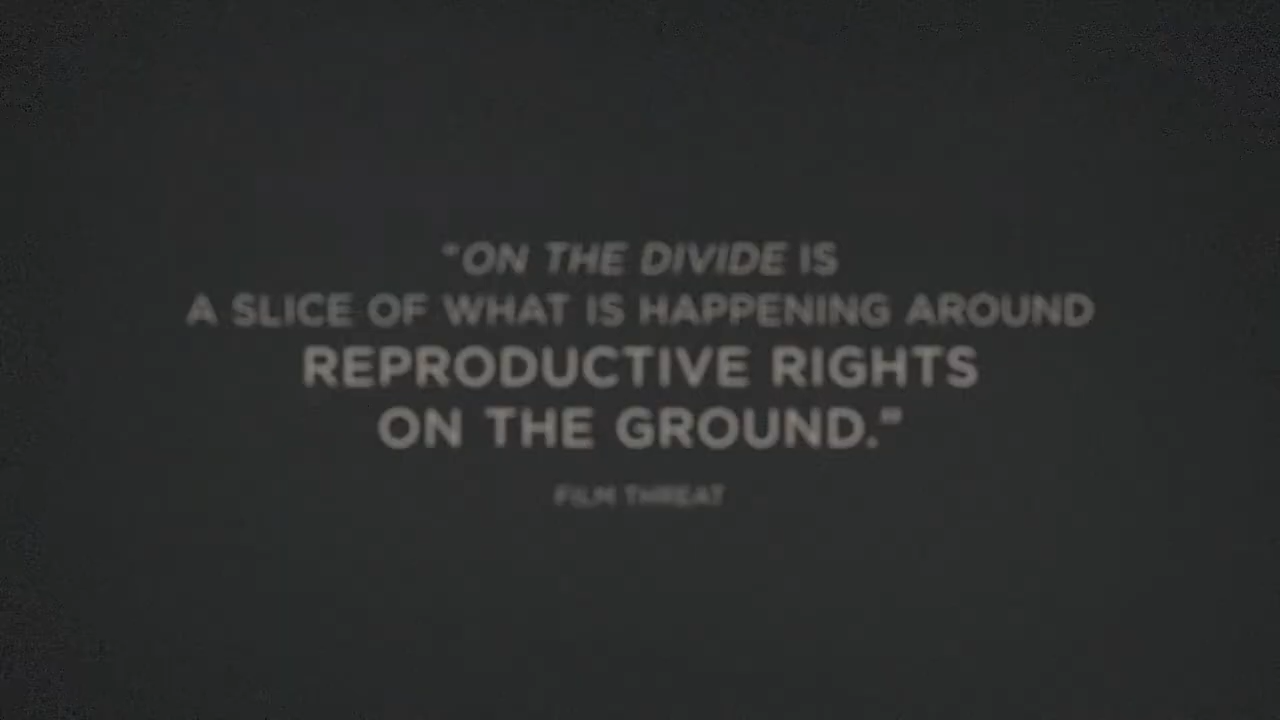 "ON THE DIVIDE IS
A SLICE OF WHAT IS HAPPENING AROUND
REPRODUCTIVE RIGHTS
ON THE GROUND."
FILM THREAT